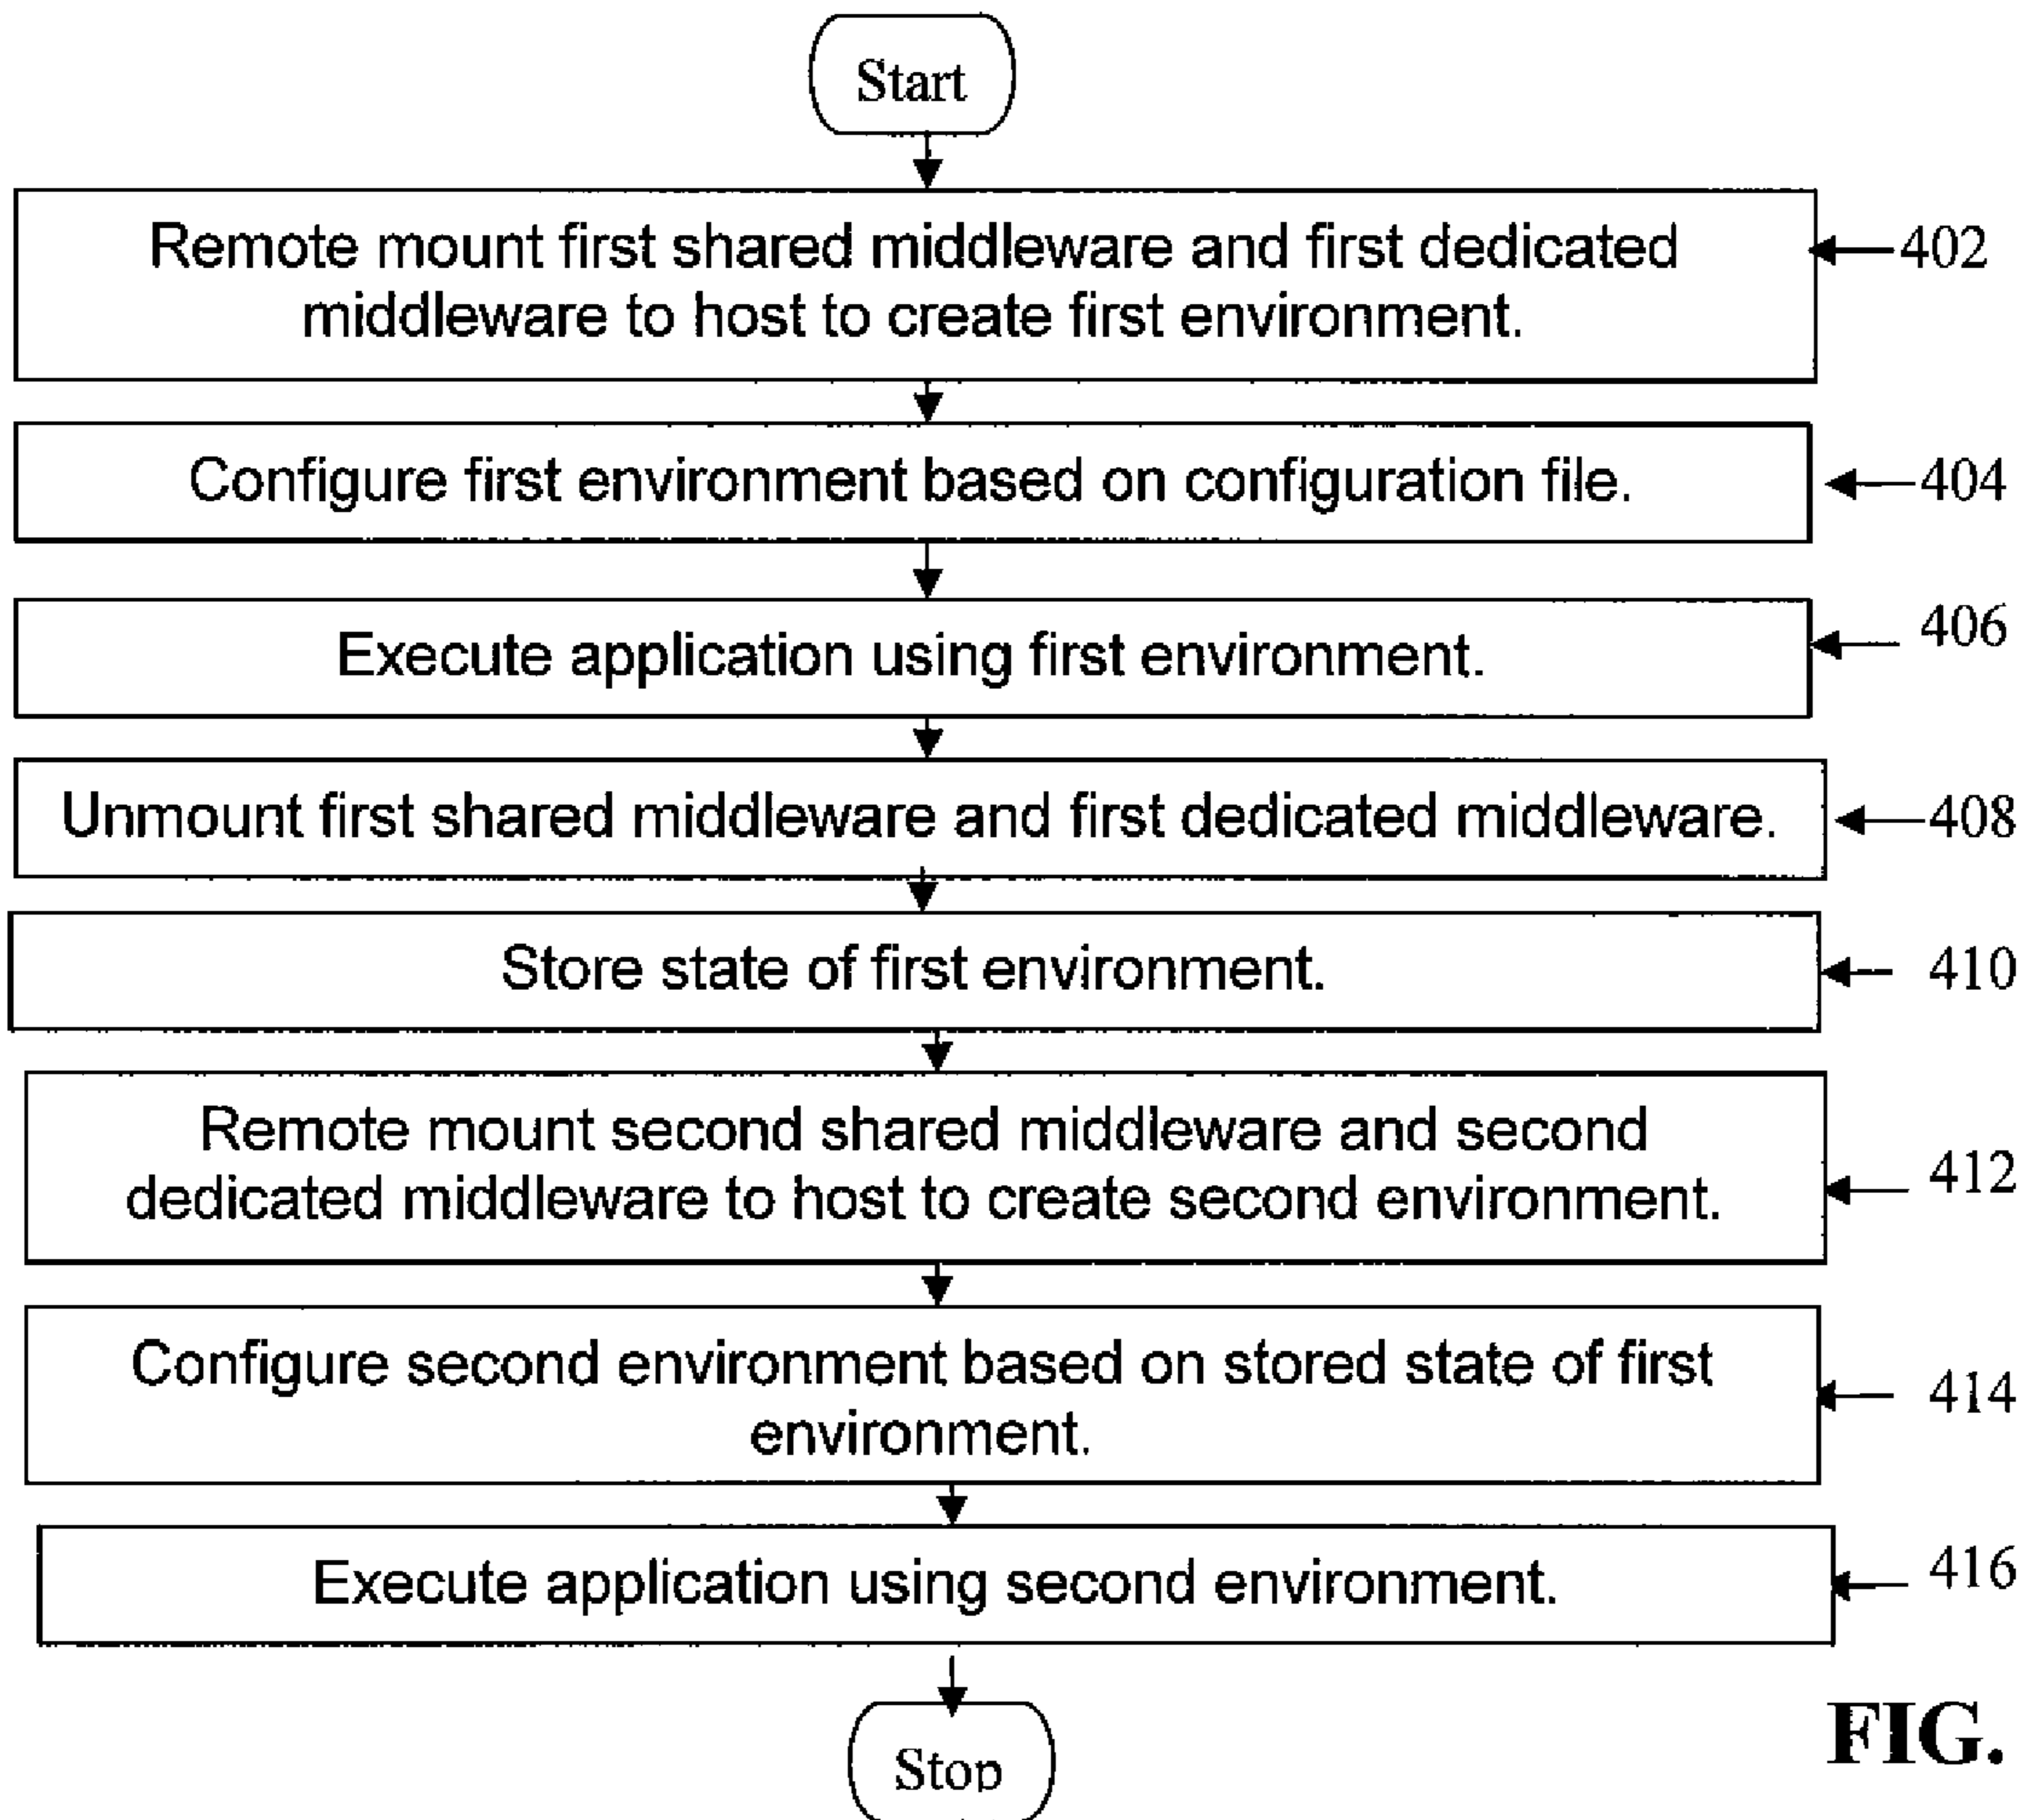 Start
Remote mount first shared middleware and first dedicated
middleware to host to create first environment.
402
Configure first environment based on configuration file.
404
Execute application using first environment.
406
Unmount first shared middleware and first dedicated middleware.
408
Store state of first environment.
410
Remote mount second shared middleware and second
dedicated middleware to host to create second environment.
412
Configure second environment based on stored state of first
environment.
414
Execute application using second environment.
416
Stop
FIG.